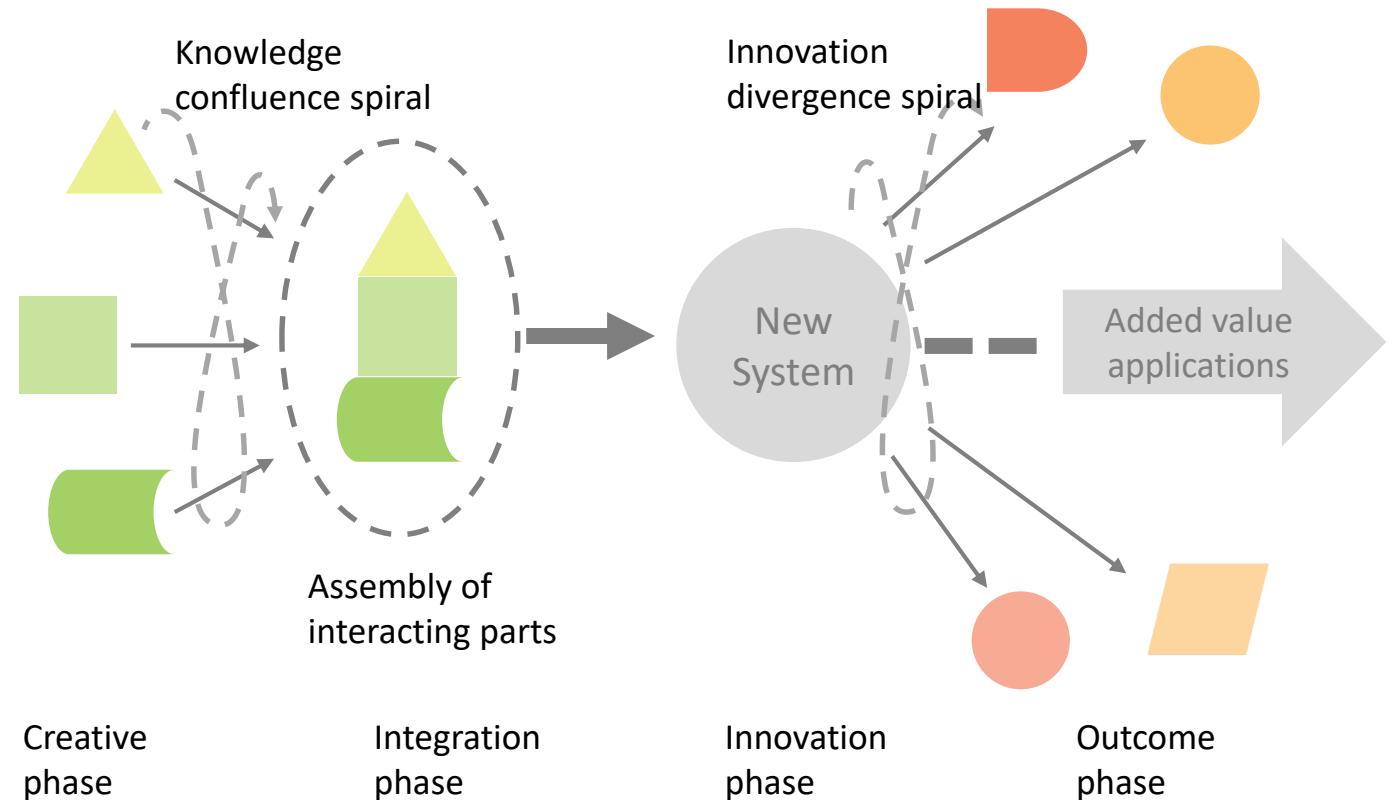 Knowledge
confluence spiral
Innovation
divergence spiral
New
System
Added value
applications
Assembly of
interacting parts
Creative
phase
Integration
phase
Innovation
phase
Outcome
phase